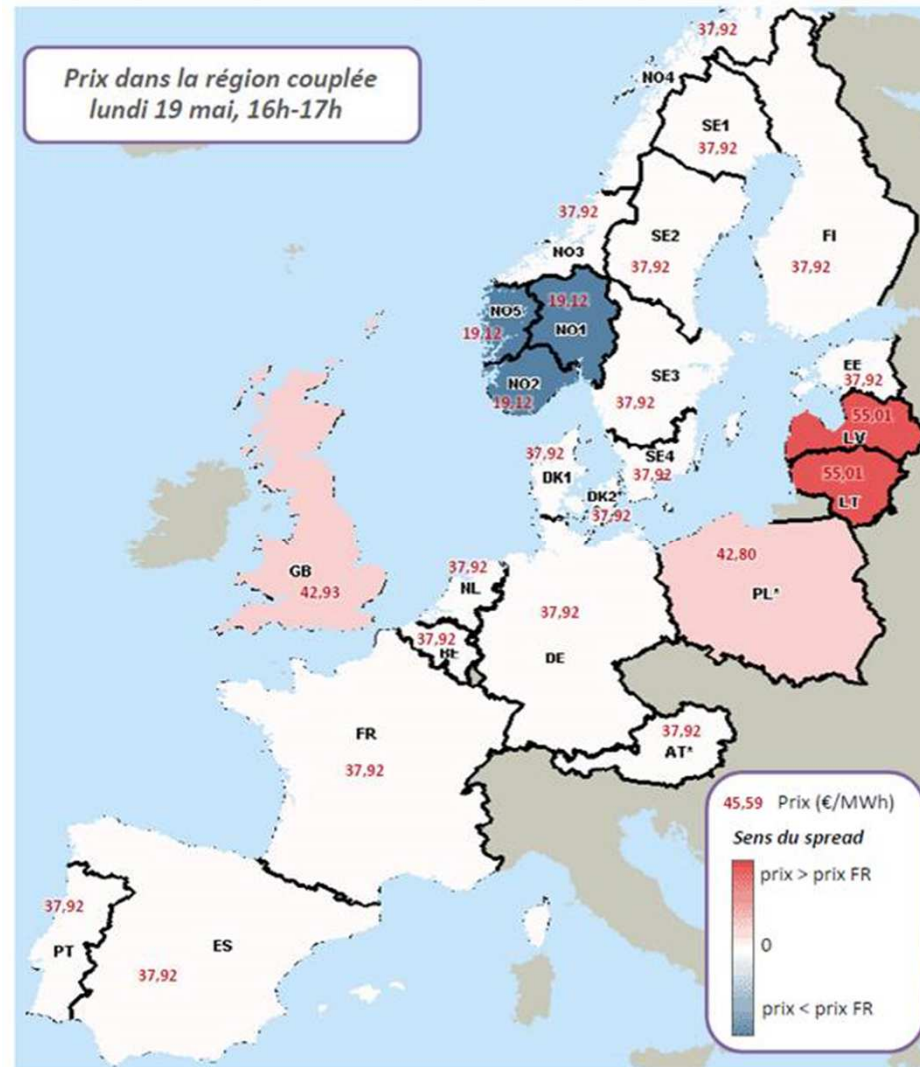 Prix dans la région couplée
lundi 19 mai, 16h-17h
37,92
NO4
SE1
37,92
37,92
NO3
SE2
37,92
FI
37,92
NO5
19,12
19,12
NO1
NO2
19,12
SE3
37,92
EE
37,92
55,01
LV
55,01
LT
SE4
37,92
37,92
DK1
DK2*
37,92
GB
42,93
37,92
NL
37,92
BE
37,92
DE
42,80
PL*
37,92
AT*
FR
37,92
37,92
PT
ES
37,92
45,59 Prix (€/MWh)
Sens du spread
prix > prix FR
0
prix < prix FR